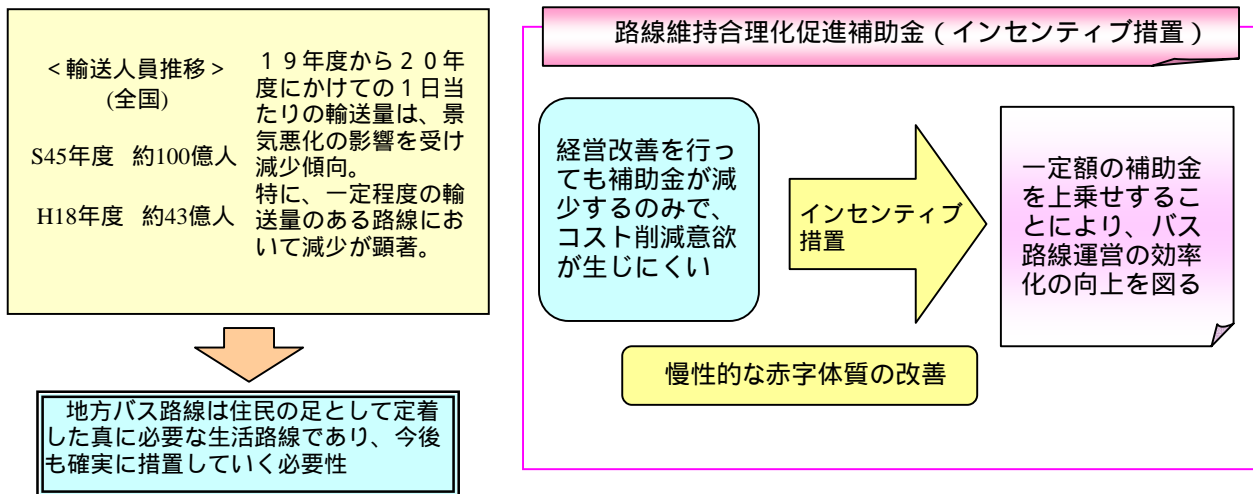 ＜輸送人員推移＞
(全国)
S45年度 約100億人
H18年度 約43億人
１９年度から２０年
度にかけての１日当
たりの輸送量は、景
気悪化の影響を受け
減少傾向。
特に、一定程度の輸
送量のある路線にお
いて減少が顕著。
地方バス路線は住民の足として定着
した真に必要な生活路線であり、今後
も確実に措置していく必要性
路線維持合理化促進補助金（インセンティブ措置）
経営改善を行っ
ても補助金が減
少するのみで、
コスト削減意欲
が生じにくい
インセンティブ
措置
一定額の補助金
を上乗せするこ
とにより、バス
路線運営の効率
化の向上を図る
慢性的な赤字体質の改善